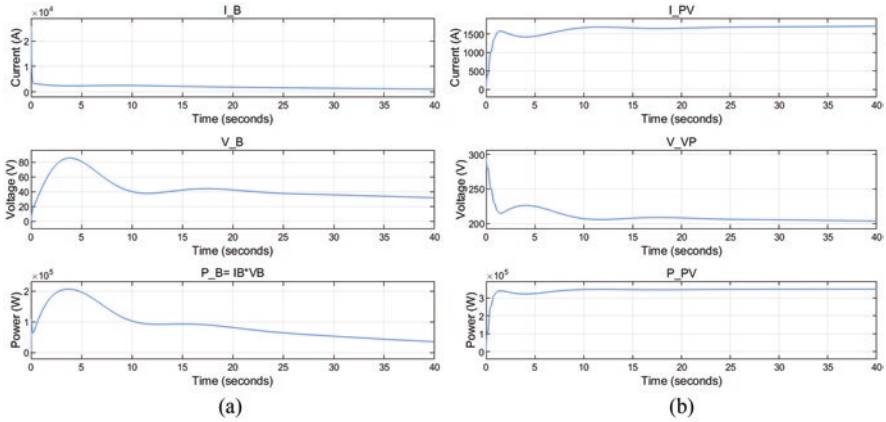 I_B
×10⁴
Current (A)
2
1
0
0 5 10 15 20 25 30 35 40
Time (seconds)
V_B
Voltage (V)
80
60
40
20
0
0 5 10 15 20 25 30 35 40
Time (seconds)
P_B= IB*VB
×10⁵
Power (W)
2
1
0
0 5 10 15 20 25 30 35 40
Time (seconds)
(a)
I_PV
Current (A)
1500
1000
500
0
0 5 10 15 20 25 30 35 40
Time (seconds)
V_VP
Voltage (V)
300
250
200
0 5 10 15 20 25 30 35 40
Time (seconds)
P_PV
×10⁵
Power (W)
3
2
1
0
0 5 10 15 20 25 30 35 40
Time (seconds)
(b)